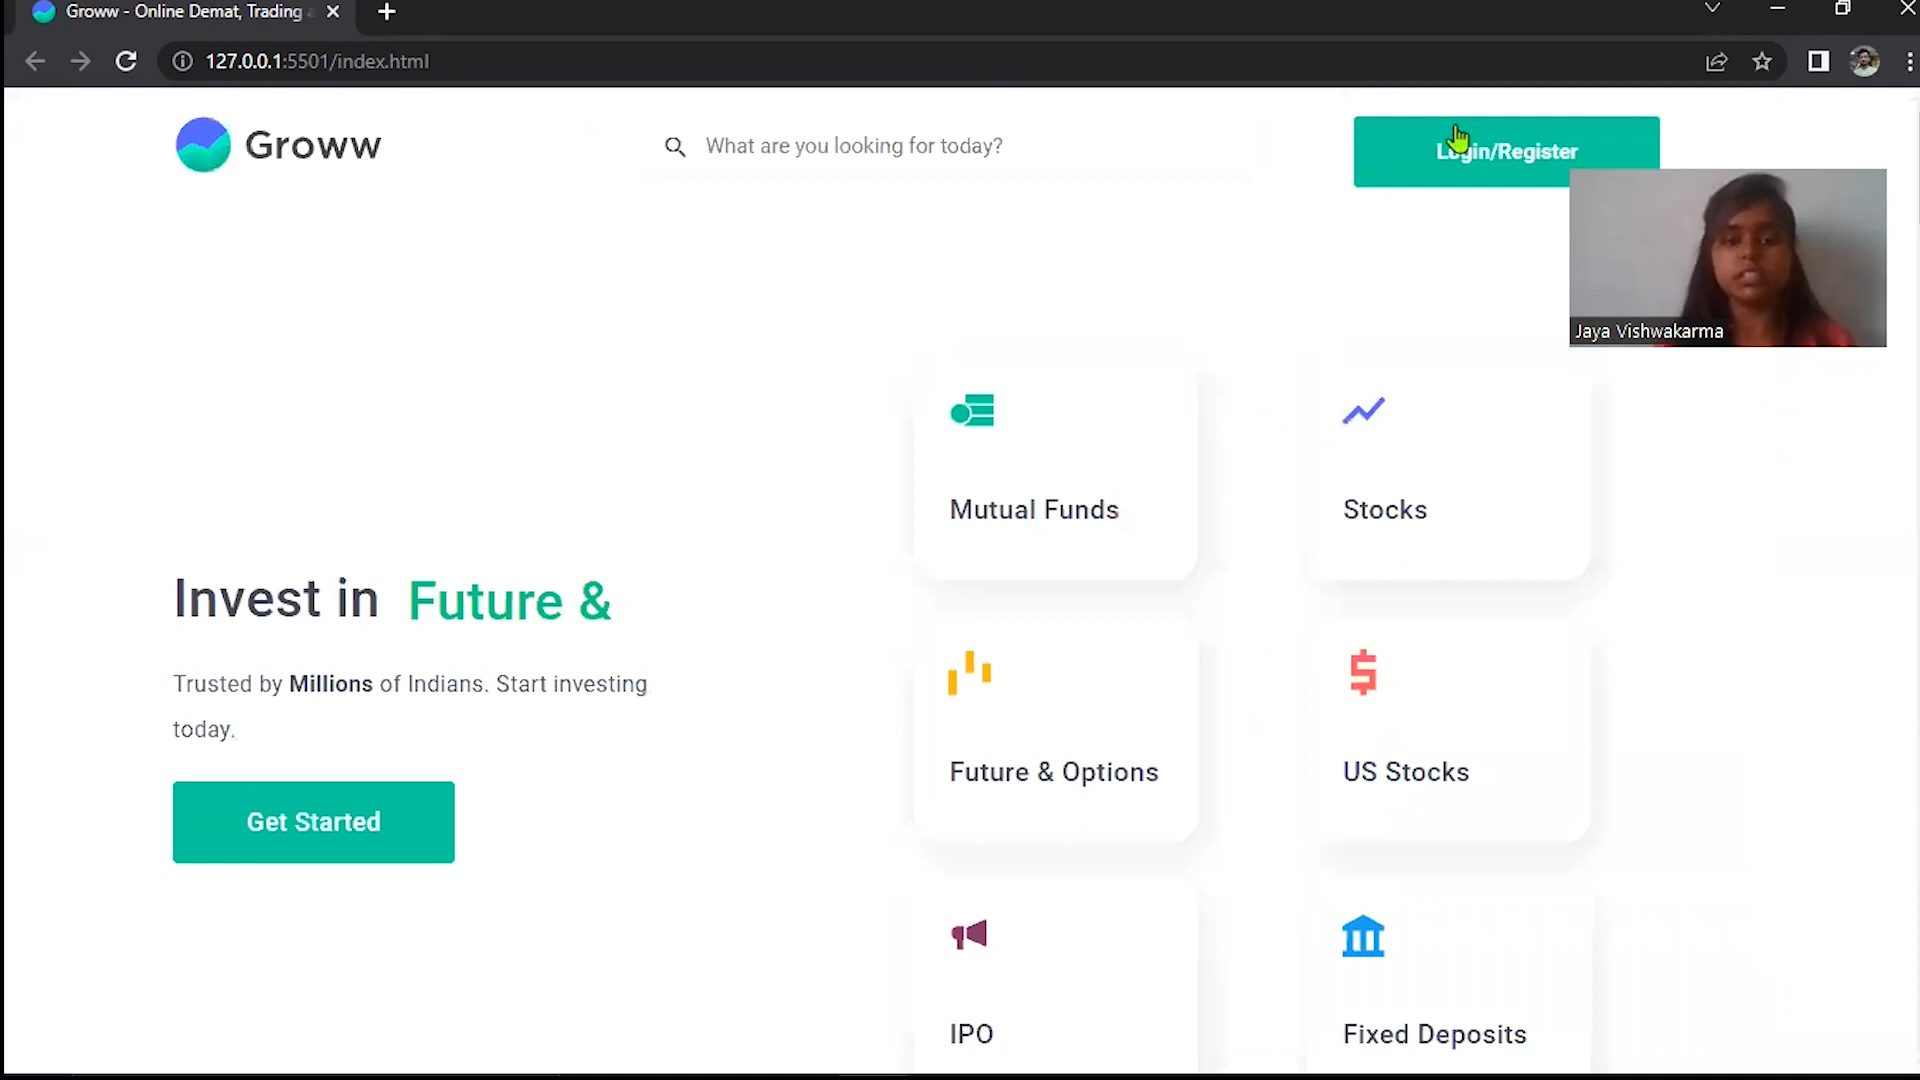 Groww - Online Demat, Trading a
127.0.0.1:5501/index.html
Groww
What are you looking for today?
Login/Register
Jaya Vishwakarma
Mutual Funds
Stocks
Invest in Future &
Trusted by Millions of Indians. Start investing
today.
Get Started
Future & Options
US Stocks
IPO
Fixed Deposits